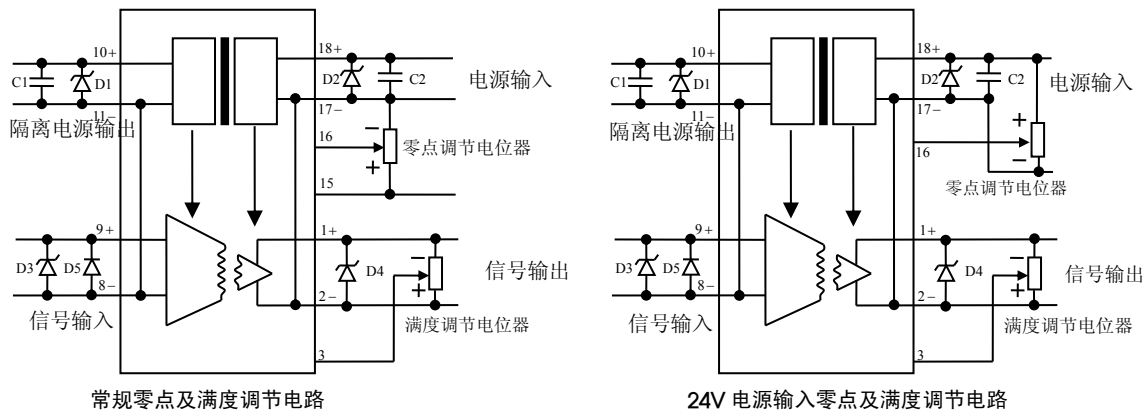 10+
18+
C1
D1
D2
C2
电源输入
11-
17-
隔离电源输出
16
-
零点调节电位器
+
15
9+
1+
D3
D5
D4
-
信号输出
+
8-
2-
信号输入
满度调节电位器
3
常规零点及满度调节电路
10+
18+
C1
D1
D2
C2
电源输入
11-
17-
隔离电源输出
+
16
-
零点调节电位器
9+
1+
D3
D5
D4
-
信号输出
+
8-
2-
信号输入
满度调节电位器
3
24V 电源输入零点及满度调节电路